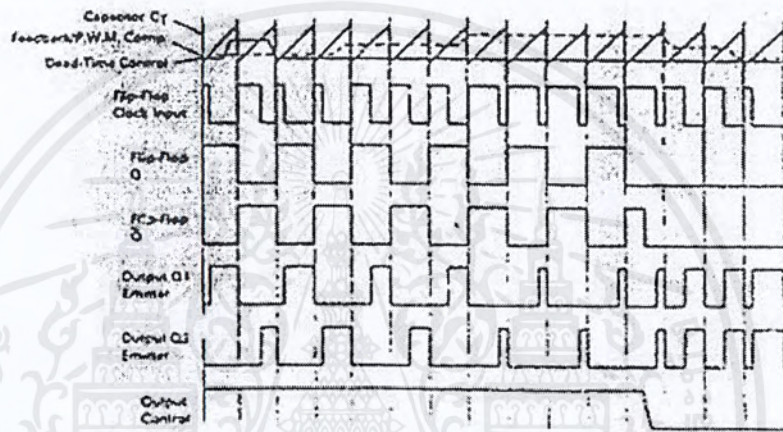 Capacitor CT
Feedback/P.W.M. Comp.
Dead-Time Control
Flip-Flop
Clock Input
Flip-Flop
Q
Flip-Flop
Q̅
Output Q1
Emitter
Output Q2
Emitter
Output
Control